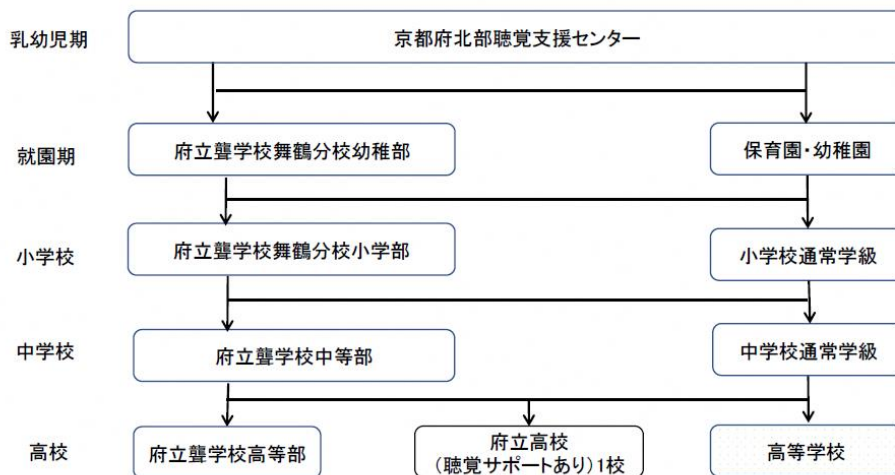 乳幼児期
京都府北部聴覚支援センター
就園期
府立聾学校舞鶴分校幼稚部
保育園・幼稚園
小学校
府立聾学校舞鶴分校小学部
小学校通常学級
中学校
府立聾学校中等部
中学校通常学級
高校
府立聾学校高等部
府立高校
(聴覚サポートあり)1校
高等学校